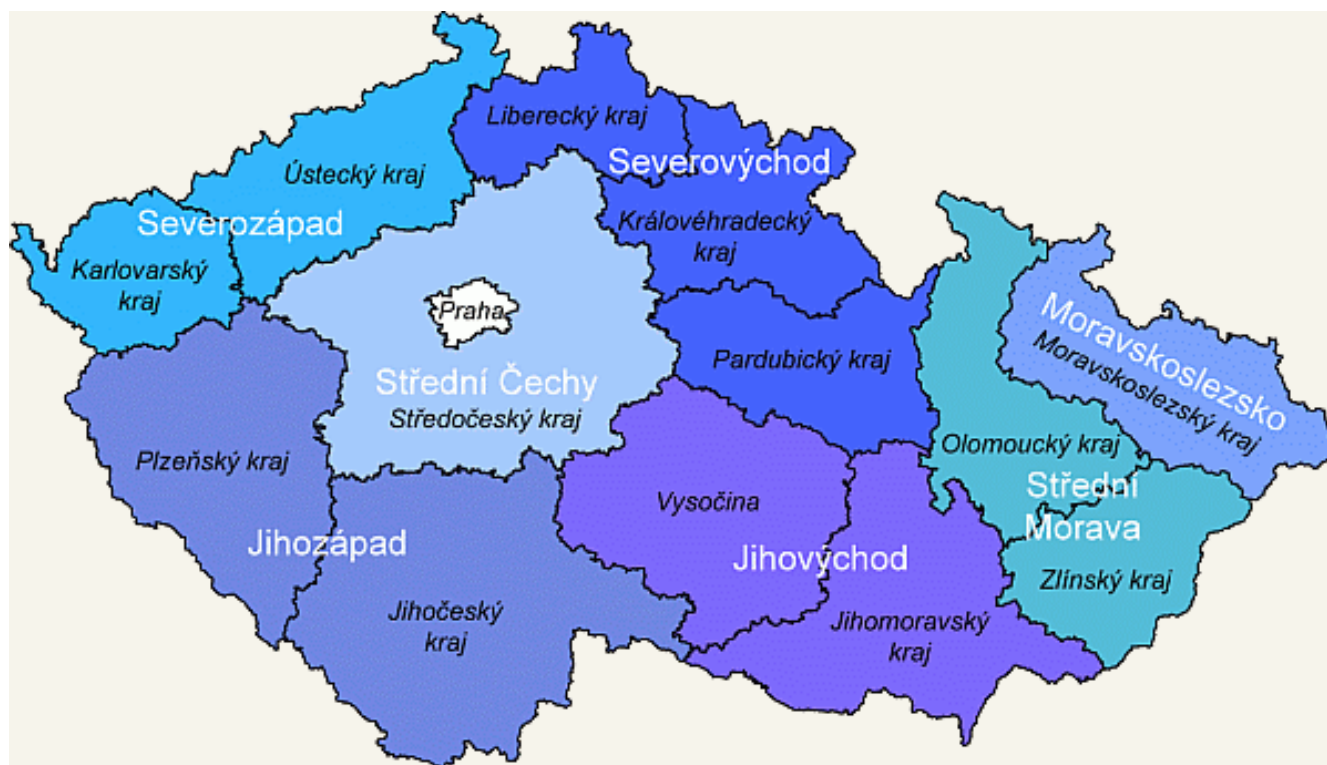 Liberecký kraj
Severovýchod
Ústecký kraj
Severozápad
Královéhradecký
kraj
Karlovarský
kraj
Praha
Moravskoslezsko
Moravskoslezský kraj
Pardubický kraj
Střední Čechy
Středočeský kraj
Olomoucký kraj
Plzeňský kraj
Vysočina
Střední
Morava
Jihozápad
Jihovýchod
Zlínský kraj
Jihočeský
kraj
Jihomoravský
kraj